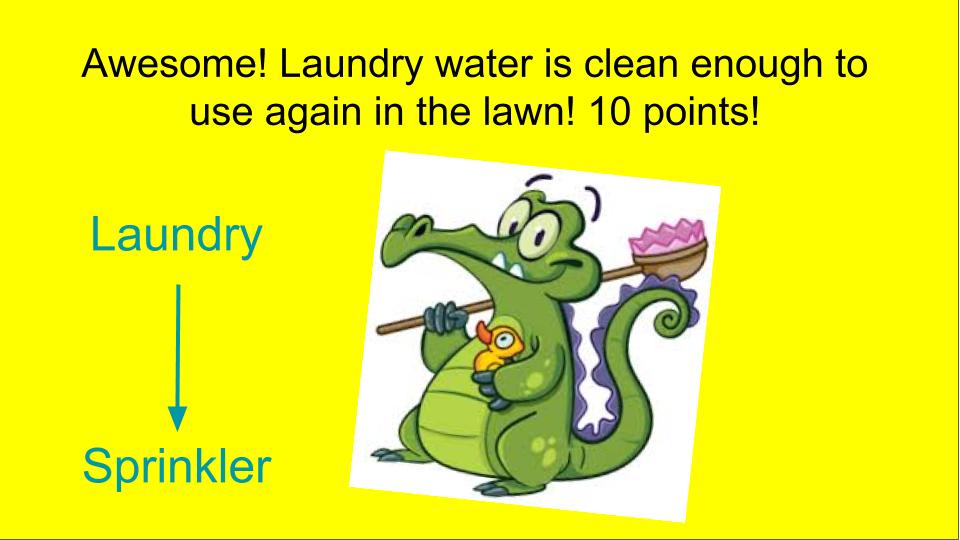 Awesome! Laundry water is clean enough to
use again in the lawn! 10 points!
Laundry
Sprinkler